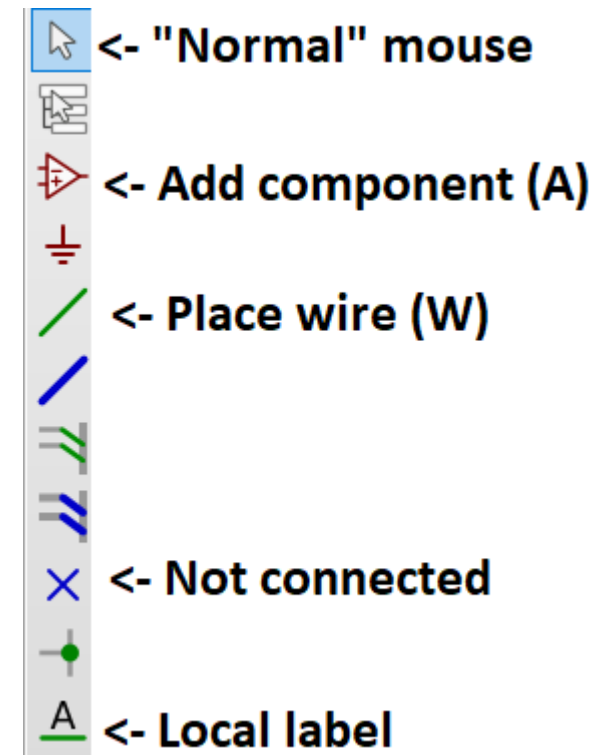 <- "Normal" mouse
<- Add component (A)
<- Place wire (W)
<- Not connected
A <- Local label